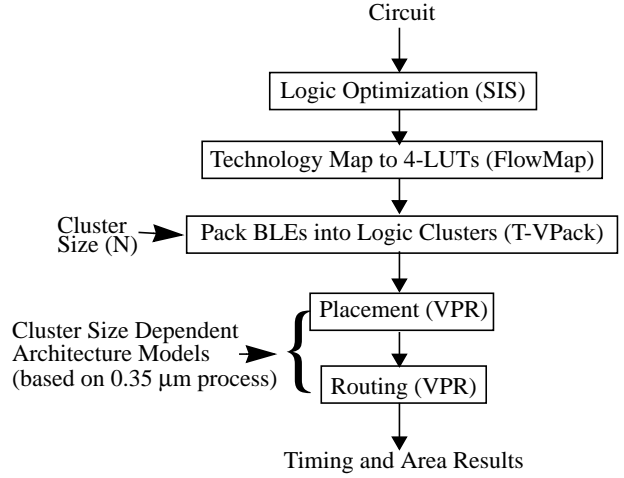 Circuit
Logic Optimization (SIS)
Technology Map to 4-LUTs (FlowMap)
Cluster
Size (N)
Pack BLEs into Logic Clusters (T-VPack)
Placement (VPR)
Cluster Size Dependent
Architecture Models
(based on 0.35 μm process)
Routing (VPR)
Timing and Area Results